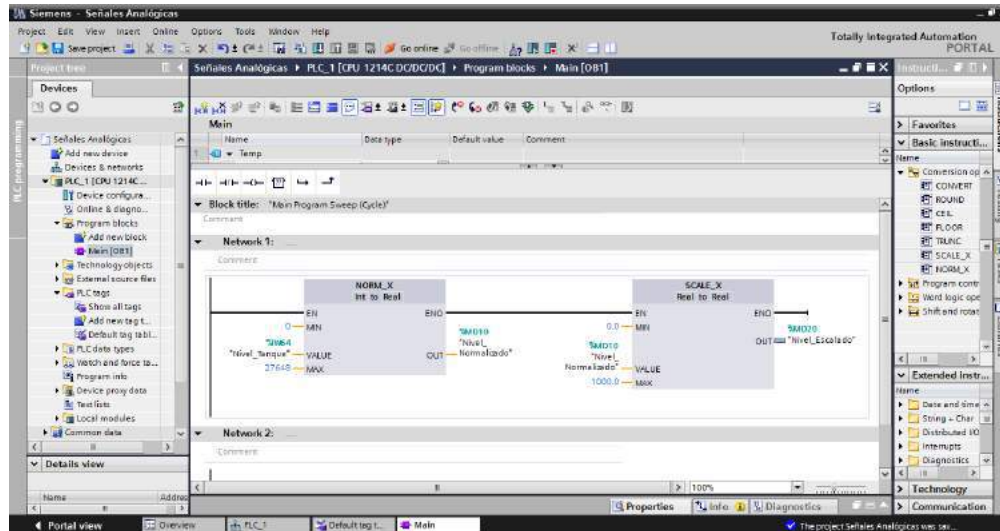 Siemens - Señales Analógicas
Project Edit View Insert Online Options Tools Window Help
Totally Integrated Automation
PORTAL
Save project
Go online
Go offline
Project tree
Señales Analógicas ▸ PLC_1 [CPU 1214C DC/DC/DC] ▸ Program blocks ▸ Main [OB1]
Devices
Options
PLC programming
Main
Name Data type Default value Comment
Temp
Señales Analógicas
Add new device
Devices & networks
PLC_1 [CPU 1214C ...
Device configura...
Online & diagno...
Program blocks
Add new block
Main [OB1]
Technology objects
External source files
PLC tags
Show all tags
Add new tag t...
Default tag tabl...
PLC data types
Watch and force ta...
Program info
Device proxy data
Text lists
Local modules
Common data
Details view
Name Addres
Block title: "Main Program Sweep (Cycle)"
Comment
Network 1: ......
Comment
NORM_X
Int to Real
EN ENO
0 MIN
%IW64
"Nivel_Tanque" VALUE
27648 MAX
OUT
%MD10
"Nivel_
Normalizado"
SCALE_X
Real to Real
EN ENO
0.0 MIN
%MD10
"Nivel_
Normalizado" VALUE
1000.0 MAX
OUT
%MD20
"Nivel_Escalado"
Network 2: ......
Comment
100%
Favorites
Basic instructi...
Name
Conversion op
CONVERT
ROUND
CEIL
FLOOR
TRUNC
SCALE_X
NORM_X
Program contr
Word logic ope
Shift and rotat
Extended instr...
Name
Date and time
String + Char
Distributed I/O
Interrupts
Diagnostics
Technology
Communication
Properties Info Diagnostics
Portal view Overview PLC_1 Default tag t... Main
The project Señales Analógicas was sav...